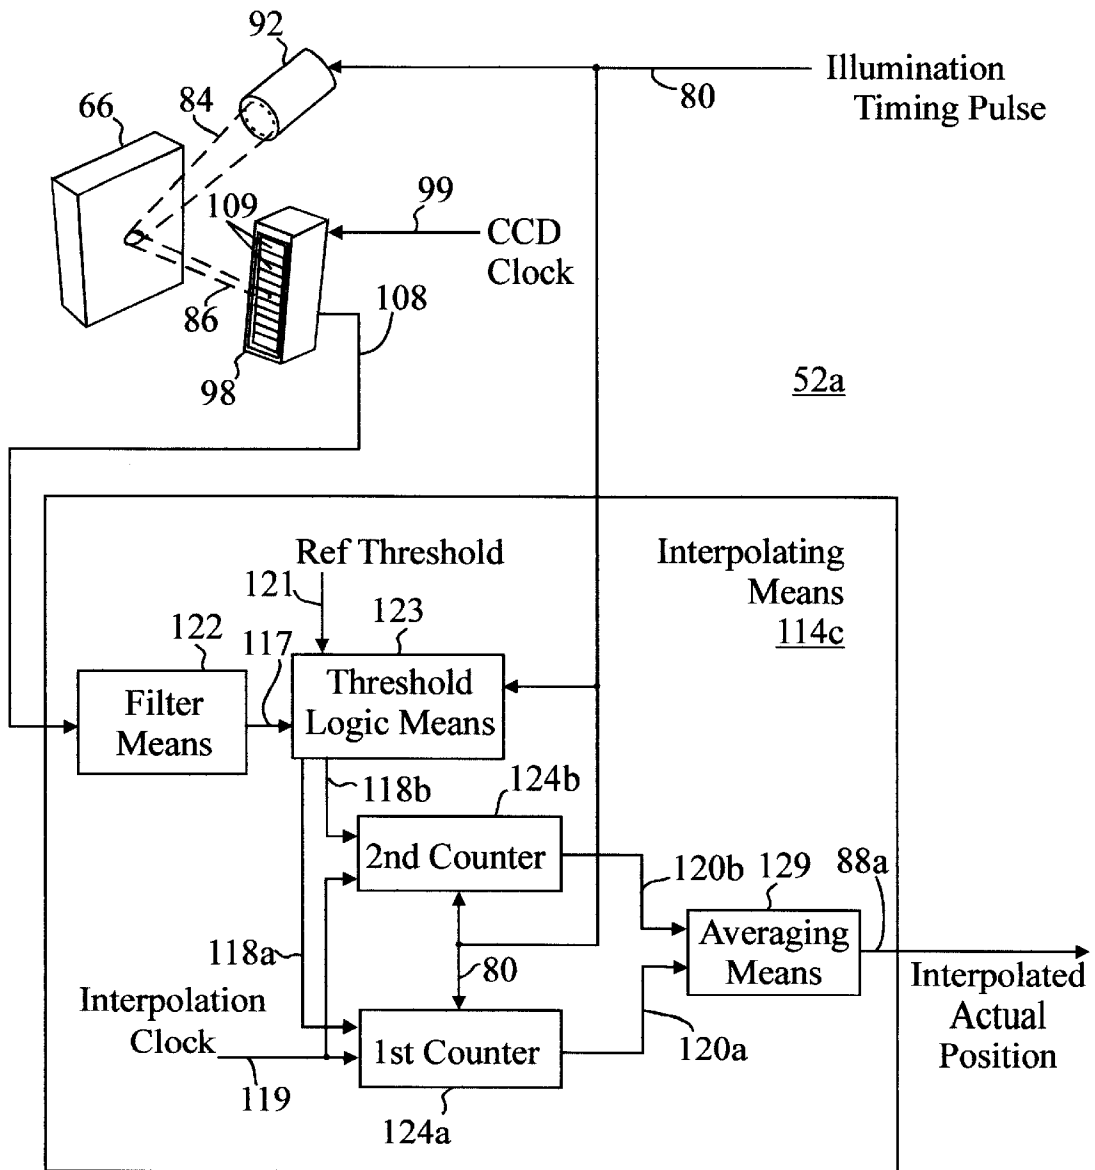 92
Illumination
Timing Pulse
80
84
66
109
99
CCD
Clock
86
108
98
52a
Ref Threshold
Interpolating
Means
114c
121
123
122
117
Filter
Means
Threshold
Logic Means
118b
124b
2nd Counter
120b
129
88a
Averaging
Means
118a
80
Interpolation
Clock
Interpolated
Actual
Position
1st Counter
120a
119
124a